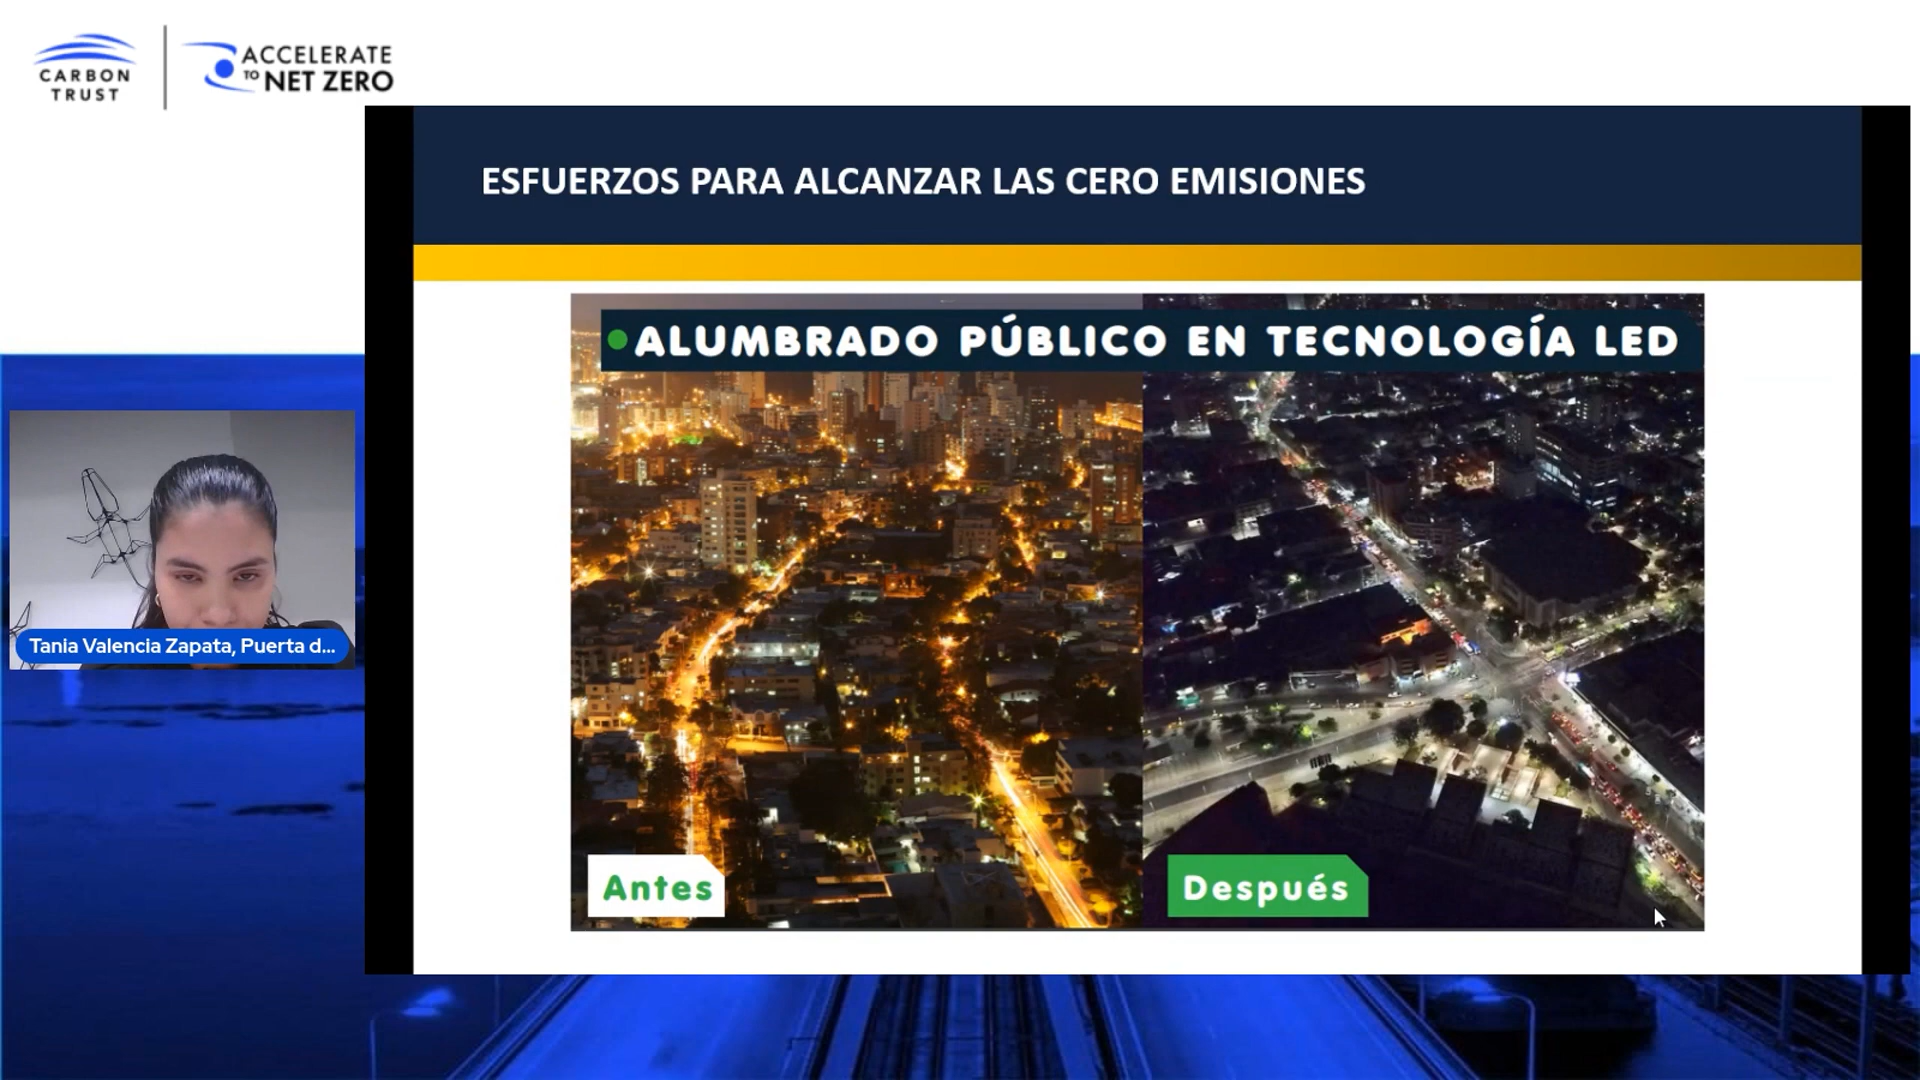 CARBON
TRUST
ACCELERATE
TO NET ZERO
ESFUERZOS PARA ALCANZAR LAS CERO EMISIONES
ALUMBRADO PÚBLICO EN TECNOLOGÍA LED
Tania Valencia Zapata, Puerta d...
Antes
Después